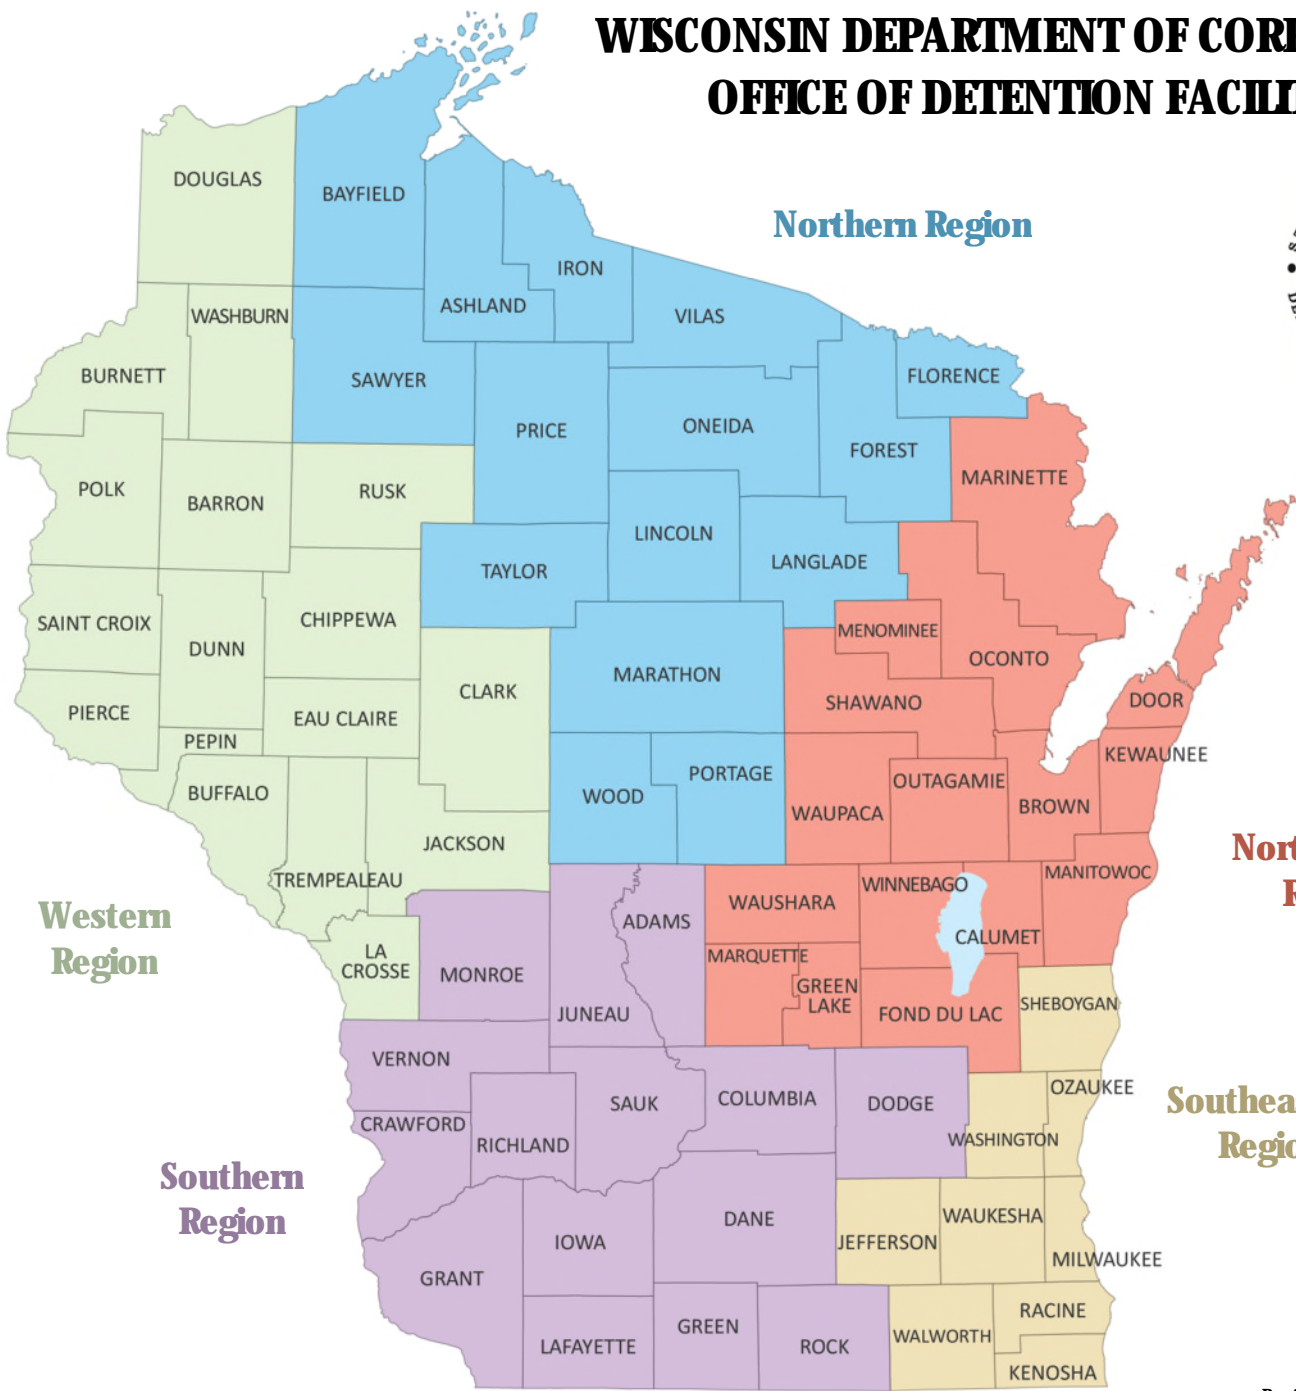 WISCONSIN DEPARTMENT OF
OFFICE OF DETENTION
DOUGLAS
BAYFIELD
Northern Region
IRON
ASHLAND
WASHBURN
VILAS
BURNETT
SAWYER
FLORENCE
PRICE
ONEIDA
FOREST
MARINETTE
POLK
BARRON
RUSK
LINCOLN
LANGLADE
TAYLOR
SAINT CROIX
CHIPPEWA
MENOMINEE
DUNN
OCONTO
MARATHON
CLARK
SHAWANO
DOOR
PIERCE
EAU CLAIRE
PEPIN
KEWAUNEE
PORTAGE
OUTAGAMIE
BUFFALO
WOOD
BROWN
WAUPACA
JACKSON
MANITOWOC
TREMPEALEAU
WINNEBAGO
WAUSHARA
Western
Region
ADAMS
CALUMET
LA
CROSSE
MARQUETTE
MONROE
GREEN
LAKE
SHEBOYGAN
JUNEAU
FOND DU LAC
VERNON
OZAUKEE
COLUMBIA
SAUK
DODGE
CRAWFORD
WASHINGTON
RICHLAND
Southern
Region
DANE
WAUKESHA
IOWA
JEFFERSON
MILWAUKEE
GRANT
RACINE
GREEN
WALWORTH
LAFAYETTE
ROCK
KENOSHA